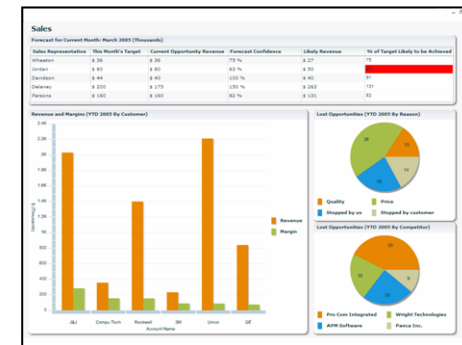 Sales
Forecast for Current Month: March 2005 (Thousands)
Sales Representative This Month's Target Current Opportunity Revenue Forecast Confidence Likely Revenue % of Target Likely to be Achieved
Wheaton $ 36 $ 36 75 % $ 27 75
Jordan $ 80 $ 80 63 % $ 50
Davidson $ 44 $ 40 100 % $ 40 91
Delaney $ 200 $ 175 150 % $ 263 131
Parsons $ 160 $ 160 82 % $ 131 82
Revenue and Margins (YTD 2005 By Customer)
2.4K
2.2K
2K
1.8K
1.6K
1.4K
1.2K
1K
800
600
400
200
0
J&J Compu-Tech Rockwell 3M Union GE
Account Name
Revenue
Margin
Lost Opportunities (YTD 2005 By Reason)
Quality Price
Stopped by us Stopped by customer
Lost Opportunities (YTD 2005 By Competitor)
Pro Com Integrated Wright Technologies
APM Software Panca Inc.